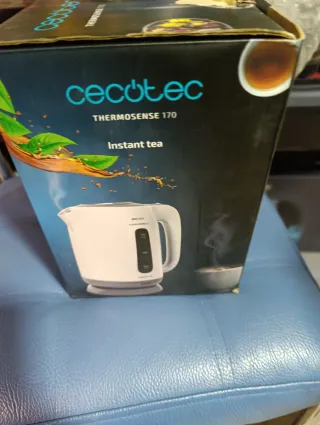 cecotec
THERMOSENSE 170
Instant tea